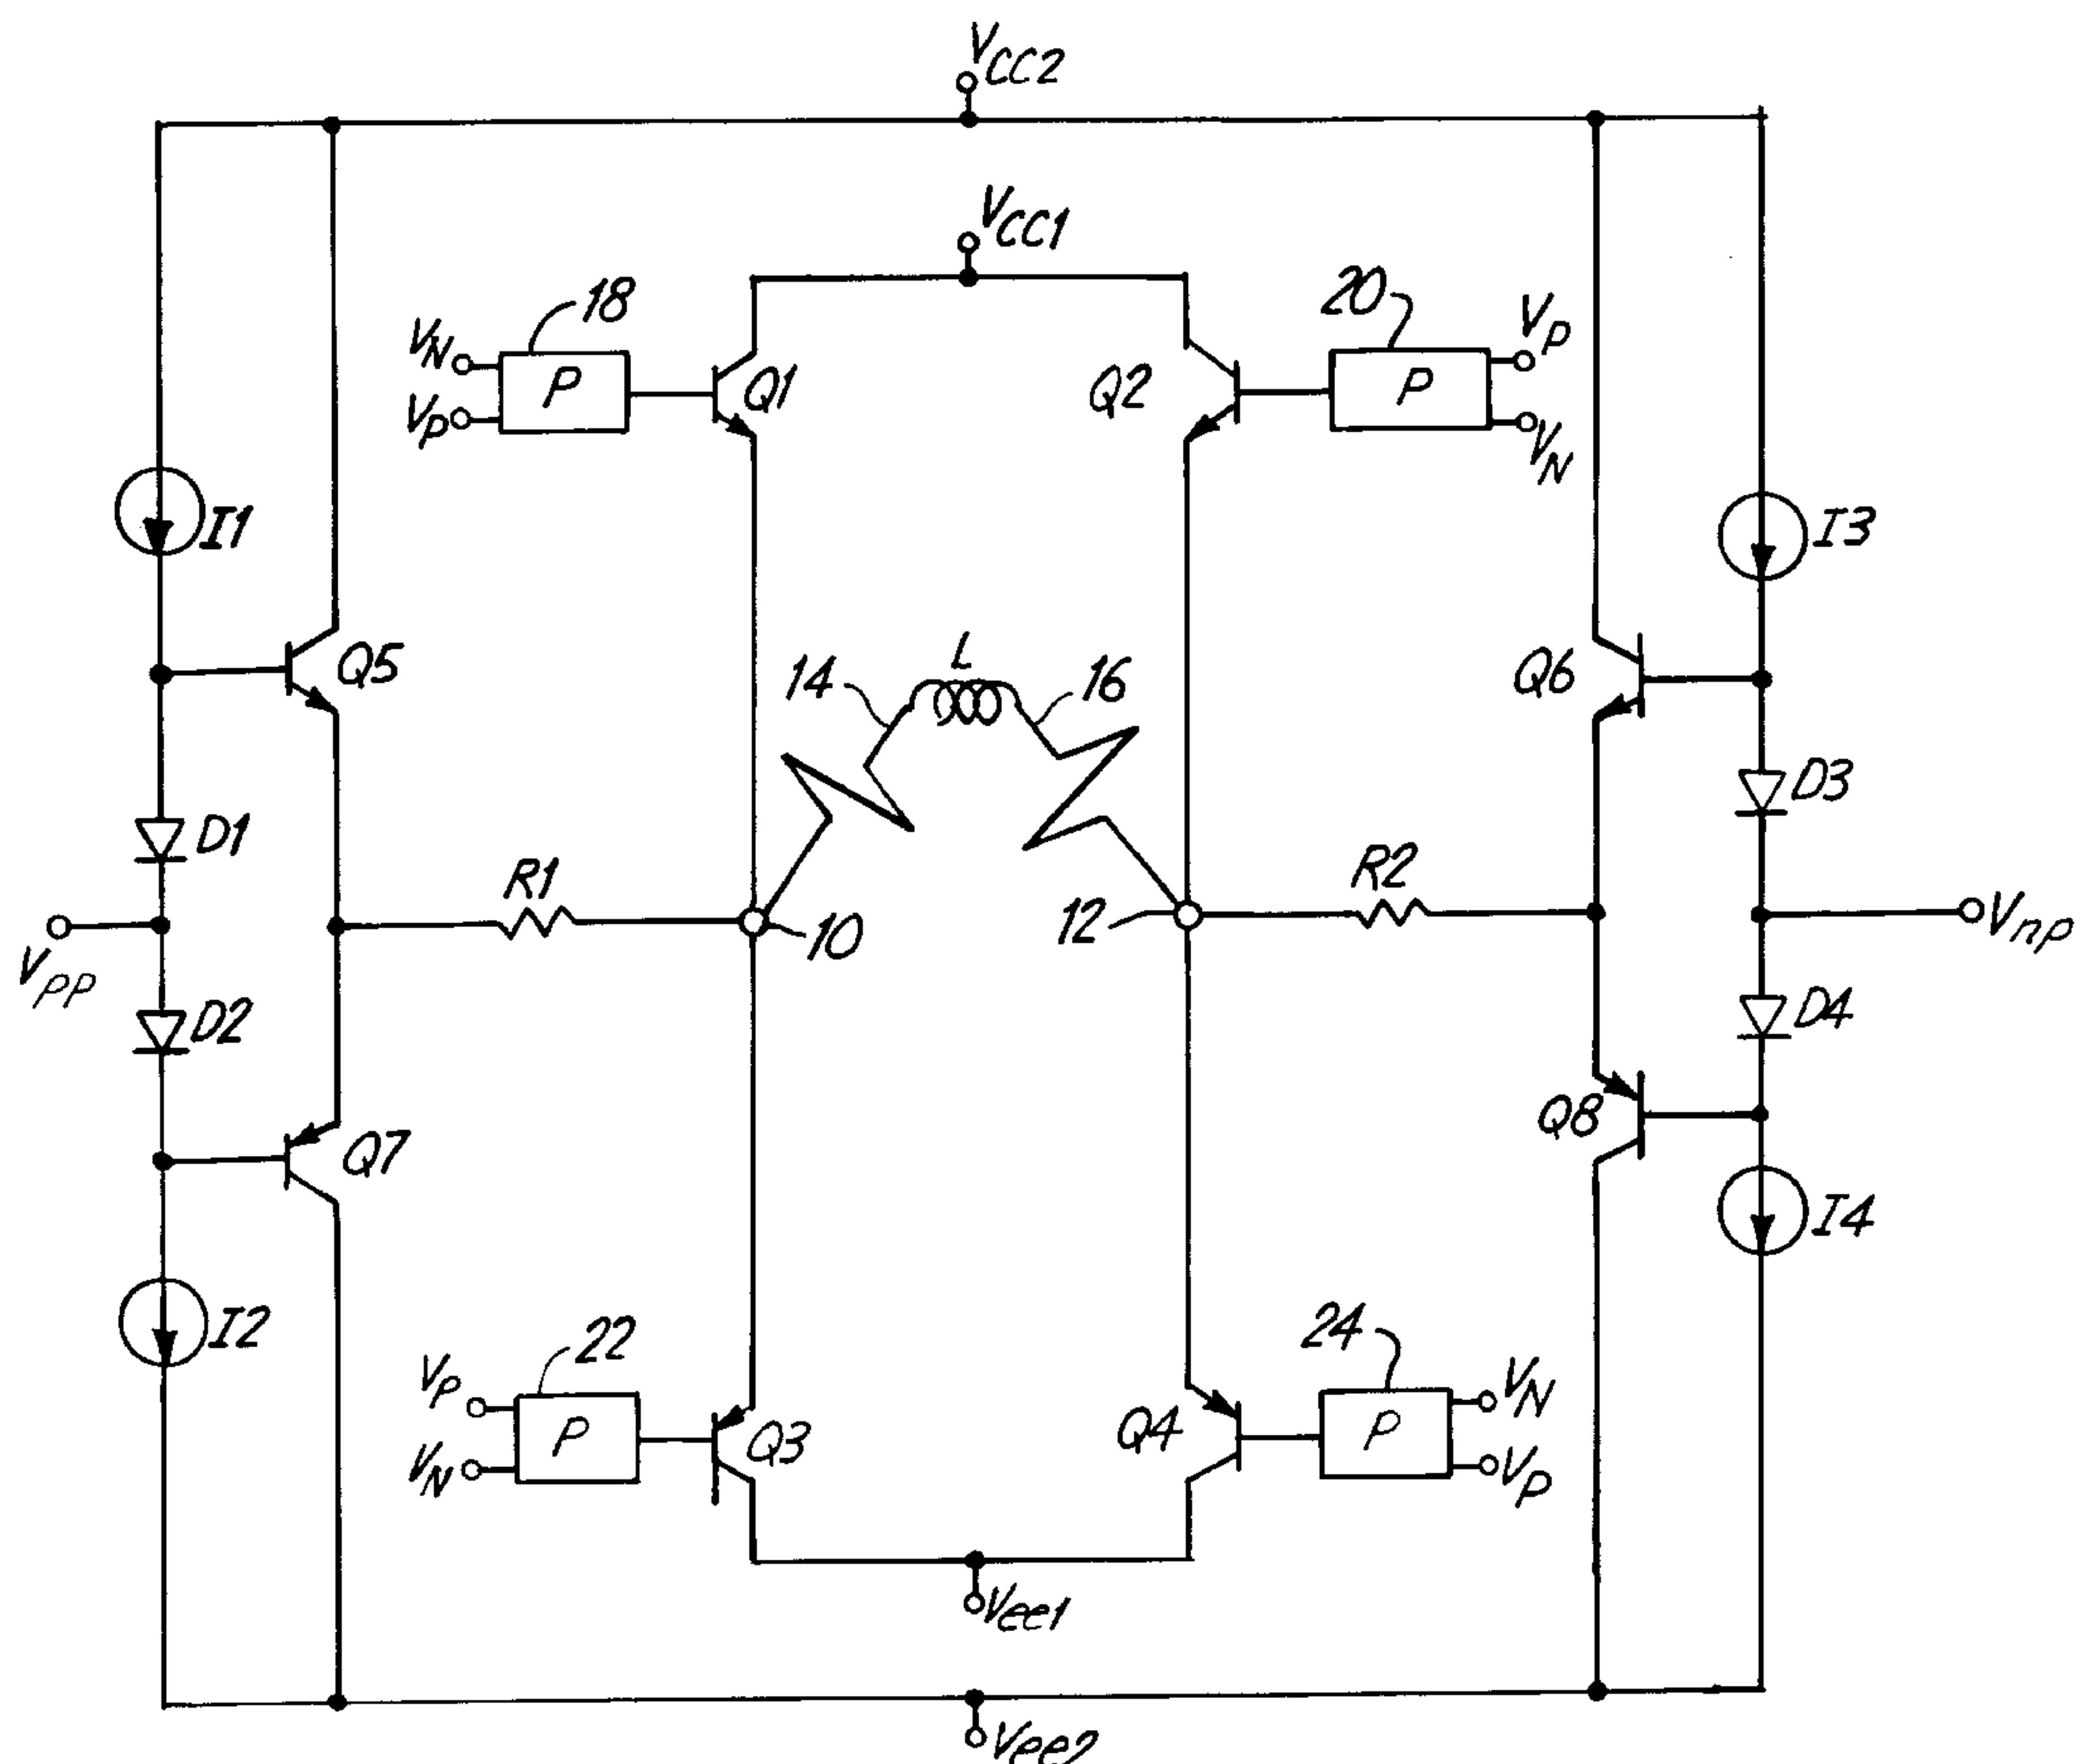 VCC2
VCC1
18
20
VN
P
Q1
Q2
P
VP
VP
VN
I1
I3
Q5
14
L
16
Q6
D1
D3
R1
R2
VPP
10
12
Vnp
D2
D4
Q7
Q8
I4
I2
22
24
VP
P
Q3
Q4
P
VN
VN
VP
Vee1
Vee2